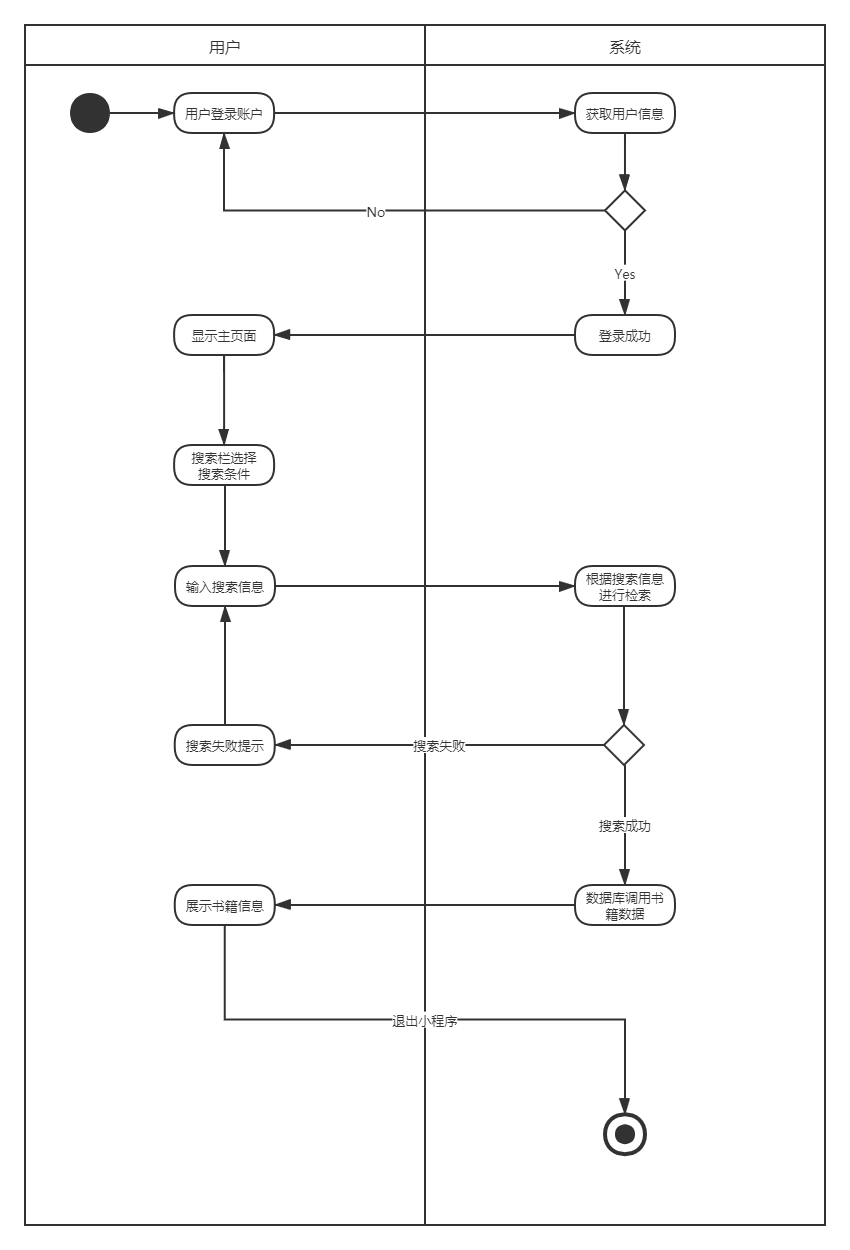 用户
系统
用户登录账户
获取用户信息
No
Yes
显示主页面
登录成功
搜索栏选择
搜索条件
输入搜索信息
根据搜索信息
进行检索
搜索失败提示
搜索失败
搜索成功
展示书籍信息
数据库调用书
籍数据
退出小程序